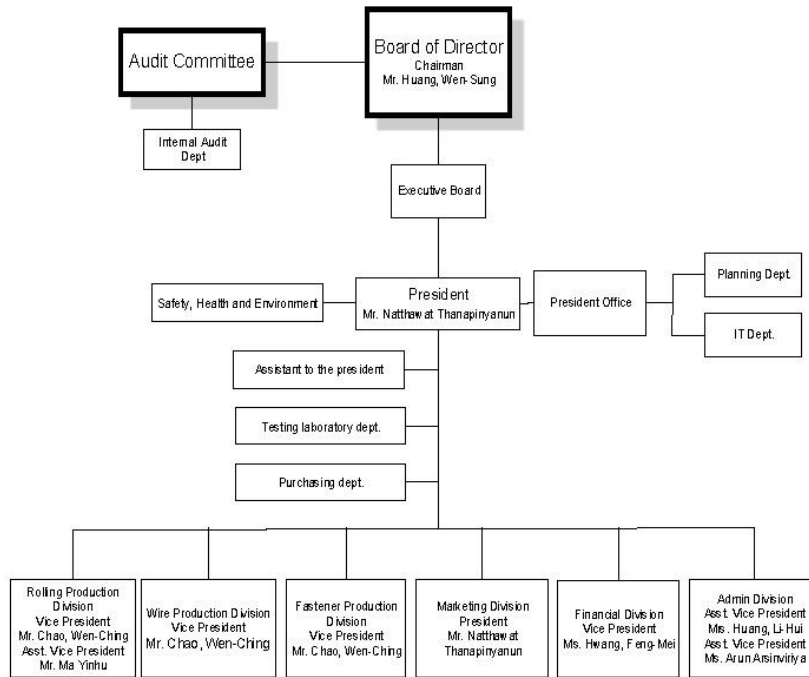 Audit Committee
Board of Director
Chairman
Mr. Huang, Wen- Sung
Internal Audit
Dept
Executive Board
Safety, Health and Environment
President
Mr. Natthawat Thanapinyanun
President Office
Planning Dept.
IT Dept.
Assistant to the president
Testing laboratory dept.
Purchasing dept.
Rolling Production
Division
Vice President
Mr. Chao, Wen-Ching
Asst. Vice President
Mr. Ma Yinhu
Wire Production Division
Vice President
Mr. Chao, Wen-Ching
Fastener Production
Division
Vice President
Mr. Chao, Wen-Ching
Marketing Division
President
Mr. Natthawat
Thanapinyanun
Financial Division
Vice President
Ms. Hwang, Feng- Mei
Admin Division
Asst. Vice President
Mrs. Huang, Li-Hui
Asst. Vice President
Ms. Arun Arsinviriya